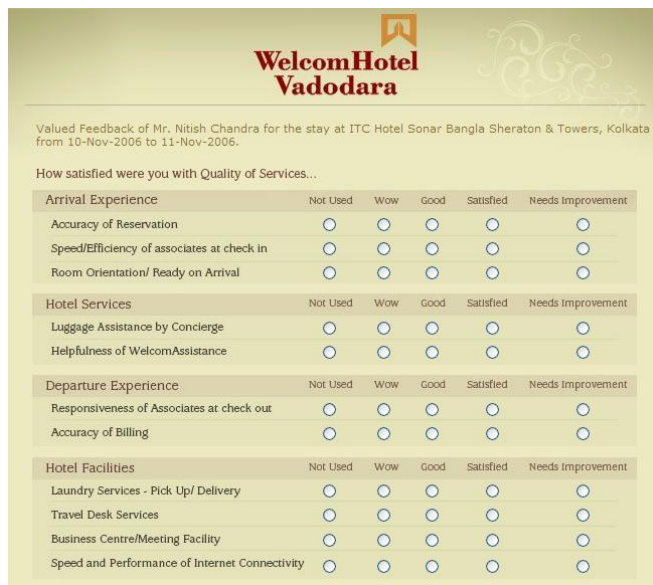 WelcomHotel
Vadodara
Valued Feedback of Mr. Nitish Chandra for the stay at ITC Hotel Sonar Bangla Sheraton & Towers, Kolkata
from 10-Nov-2006 to 11-Nov-2006.
How satisfied were you with Quality of Services...
Arrival Experience Not Used Wow Good Satisfied Needs Improvement
Accuracy of Reservation
Speed/Efficiency of associates at check in
Room Orientation/ Ready on Arrival
Hotel Services Not Used Wow Good Satisfied Needs Improvement
Luggage Assistance by Concierge
Helpfulness of WelcomAssistance
Departure Experience Not Used Wow Good Satisfied Needs Improvement
Responsiveness of Associates at check out
Accuracy of Billing
Hotel Facilities Not Used Wow Good Satisfied Needs Improvement
Laundry Services - Pick Up/ Delivery
Travel Desk Services
Business Centre/Meeting Facility
Speed and Performance of Internet Connectivity